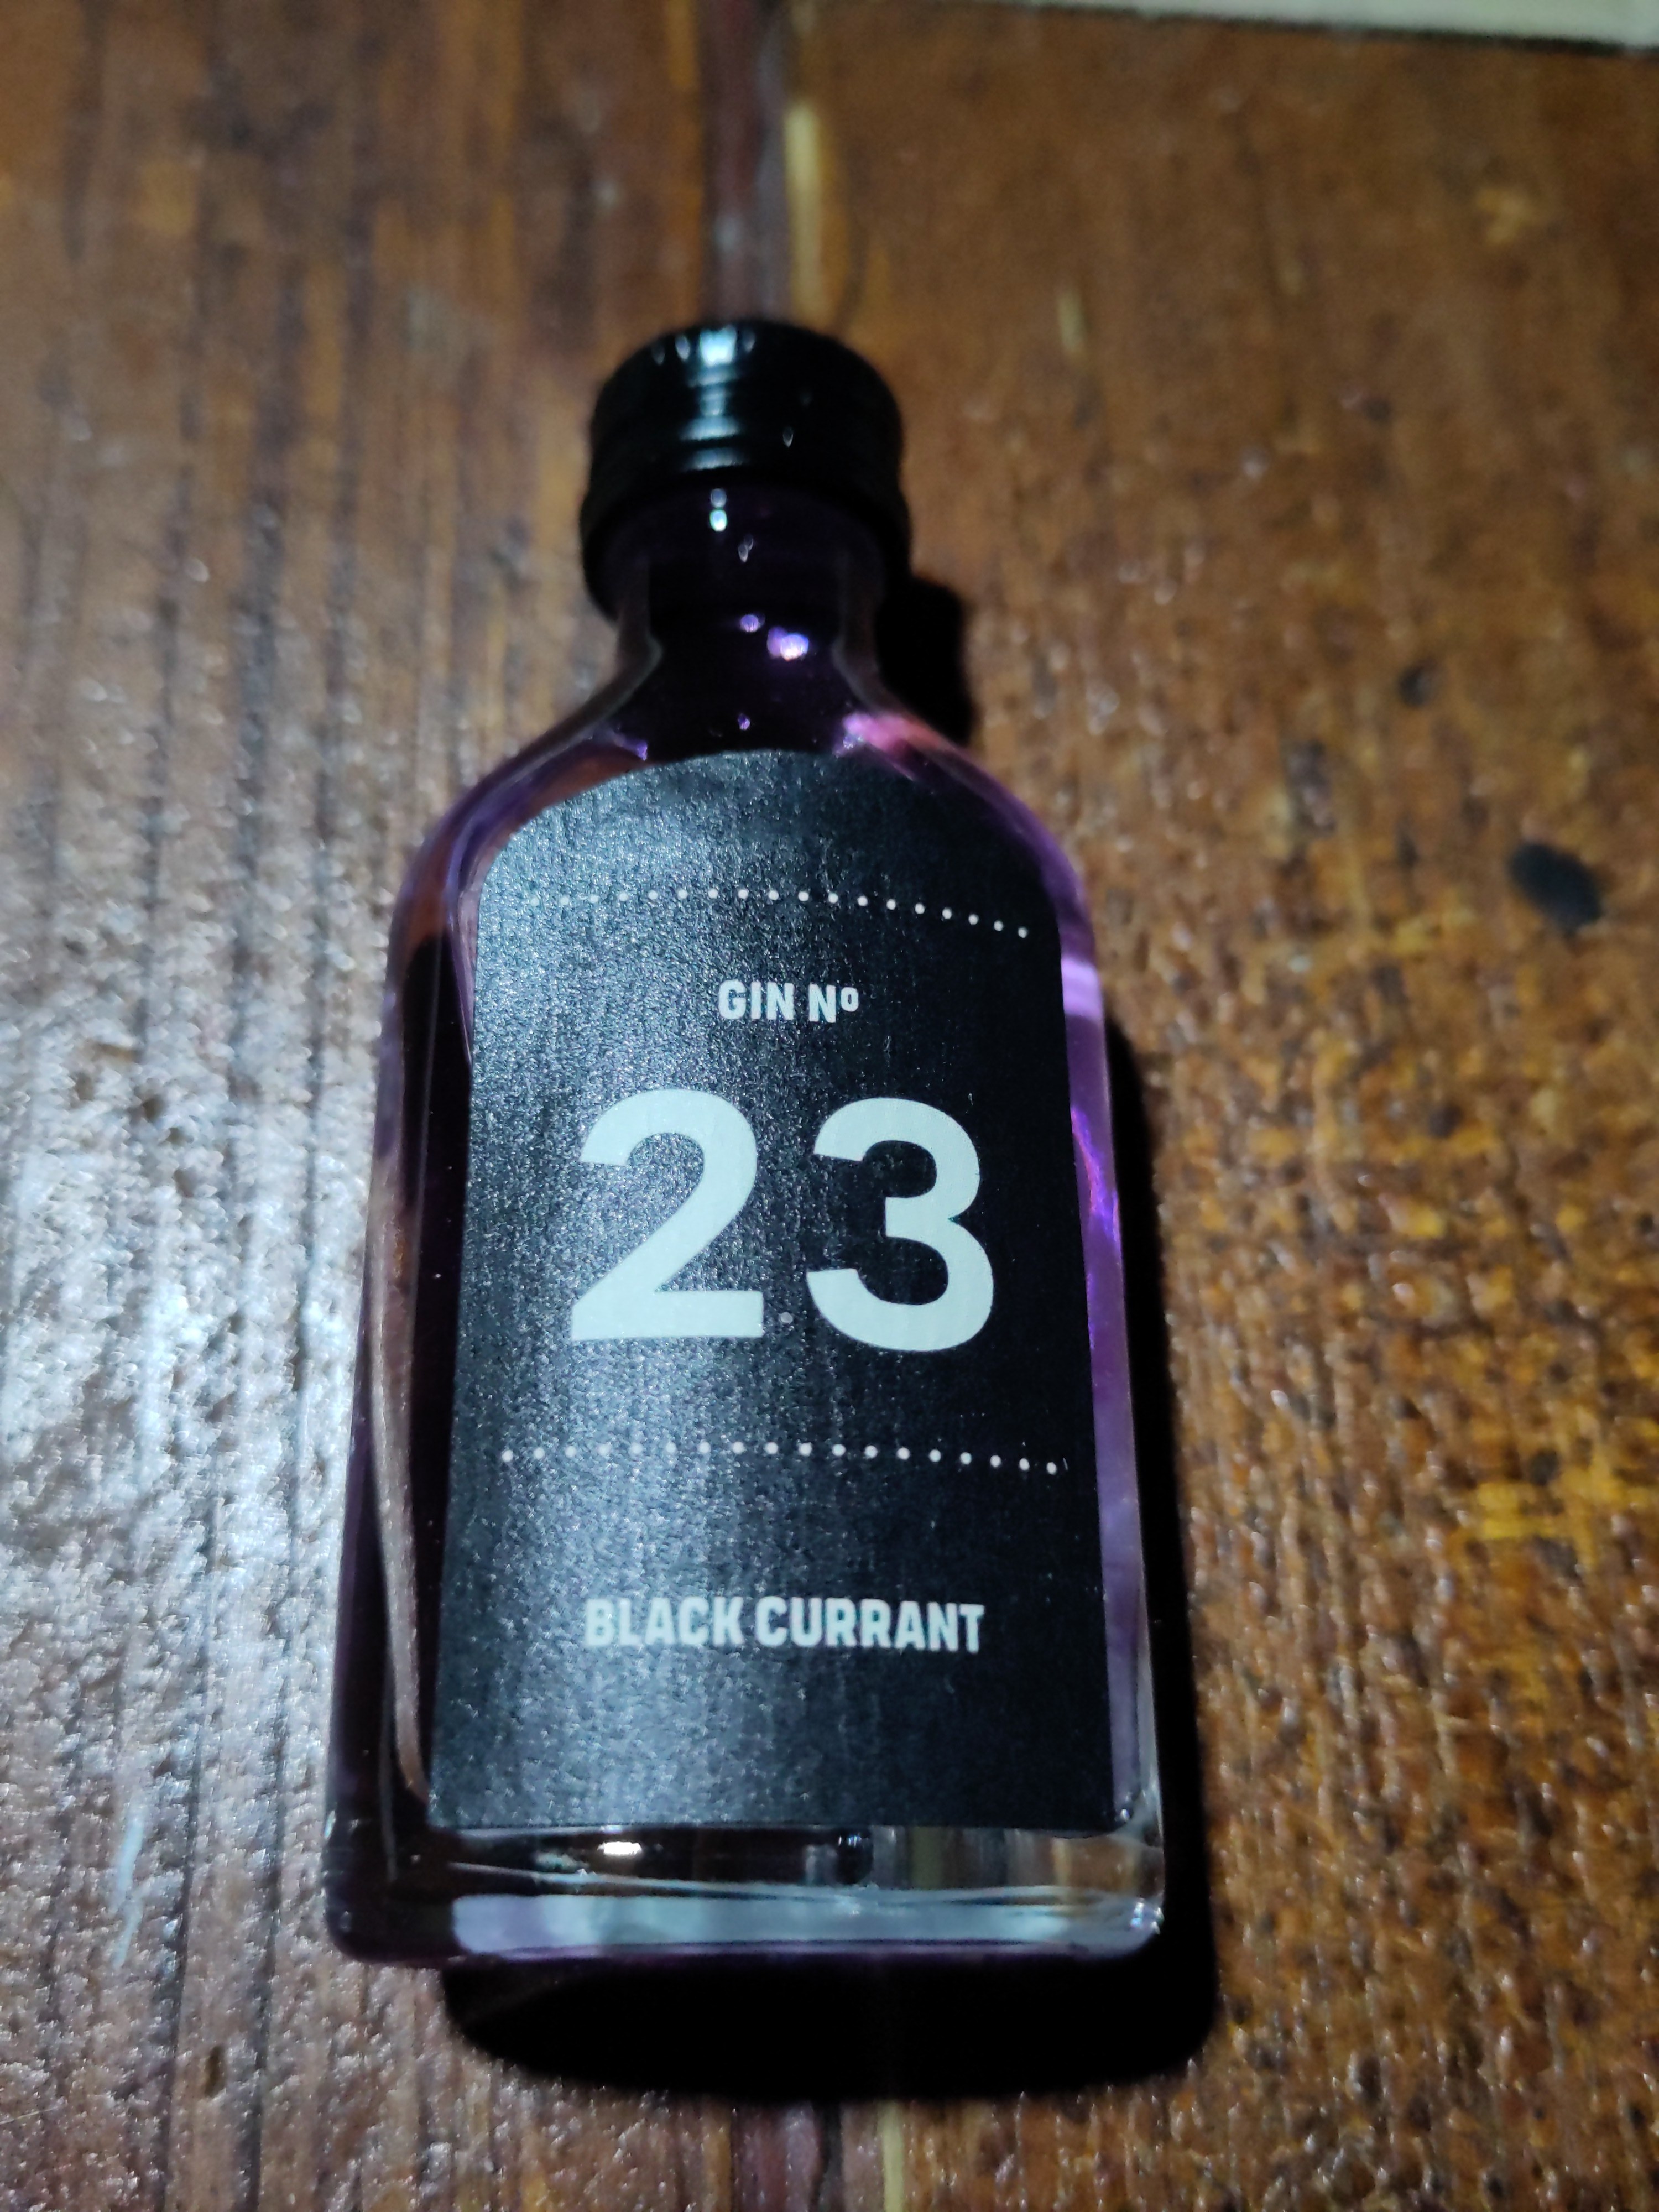 GIN Nº
23
BLACK CURRANT